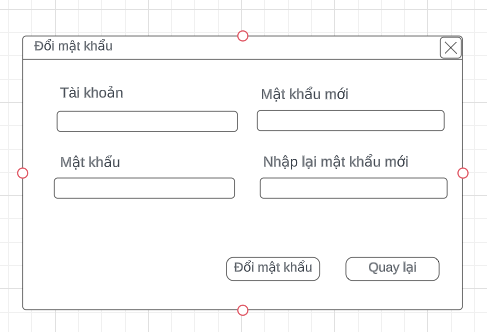 Đổi mật khẩu
Tài khoản
Mật khẩu mới
Mật khẩu
Nhập lại mật khẩu mới
Đổi mật khẩu
Quay lại